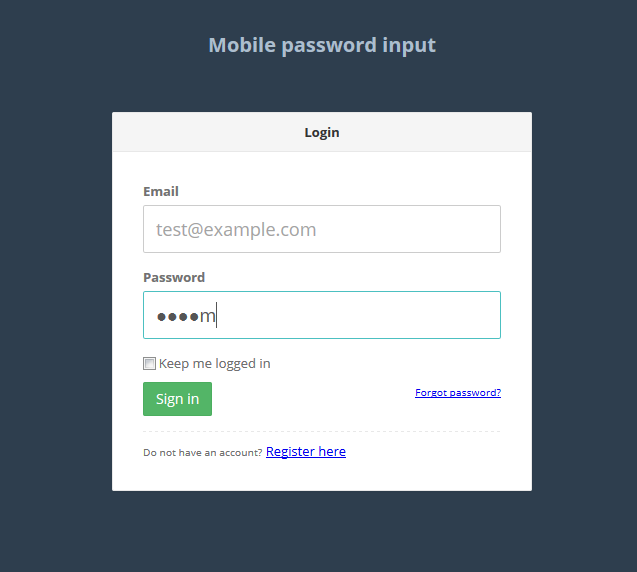 Mobile password input
Login
Email
test@example.com
Password
●●●●m
Keep me logged in
Sign in
Forgot password?
Do not have an account? Register here